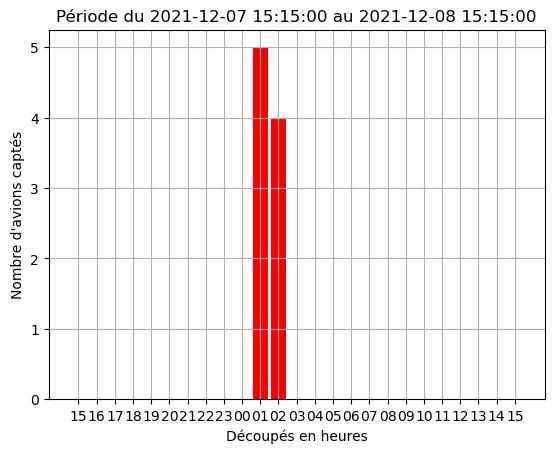 Période du 2021-12-07 15:15:00 au 2021-12-08 15:15:00
Nombre d'avions captés
5
4
3
2
1
0
15 16 17 18 19 20 21 22 23 00 01 02 03 04 05 06 07 08 09 10 11 12 13 14 15
Découpés en heures